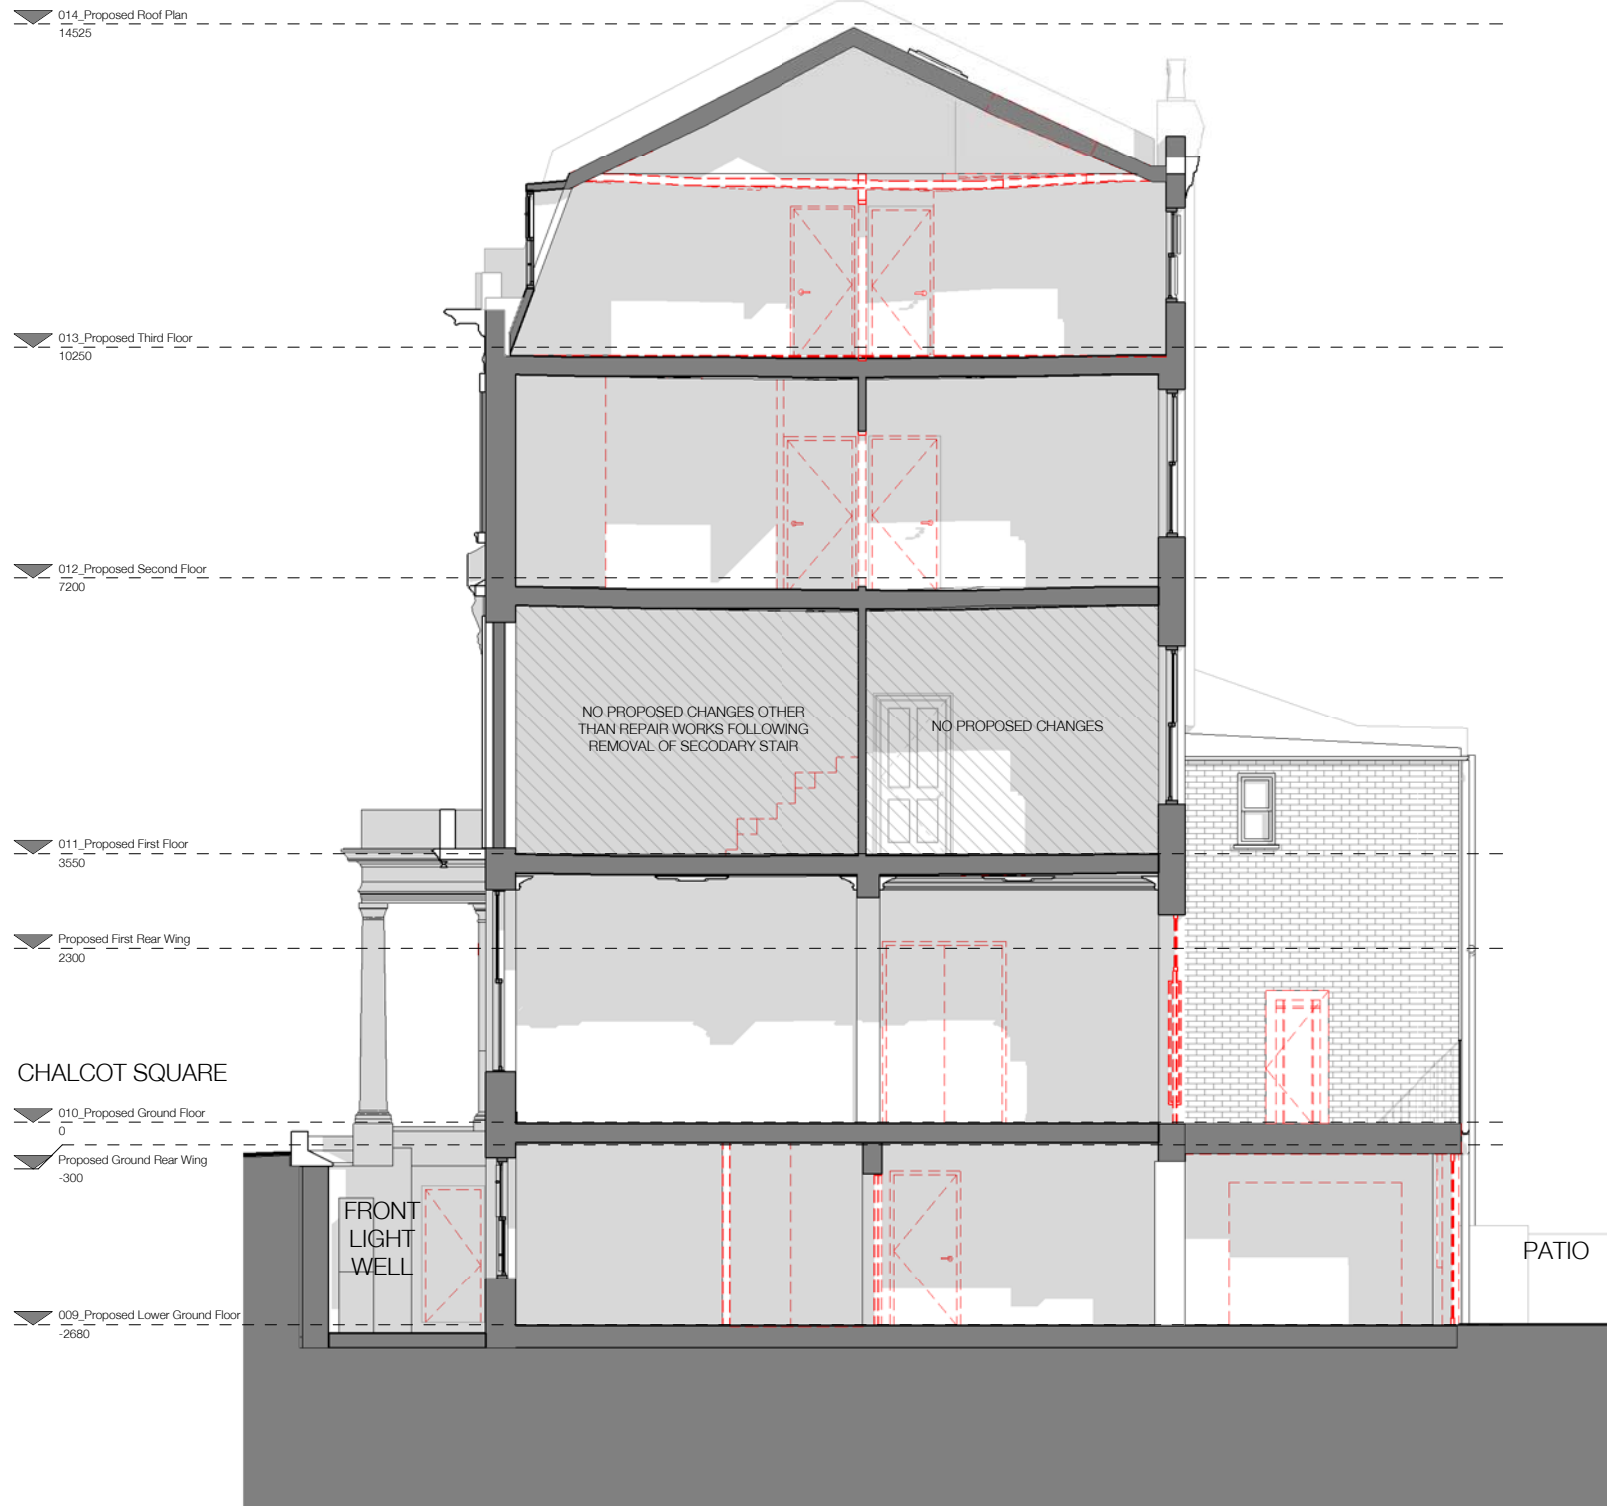 014_Proposed Roof Plan
14525
013_Proposed Third Floor
10250
012_Proposed Second Floor
7200
NO PROPOSED CHANGES OTHER
THAN REPAIR WORKS FOLLOWING
REMOVAL OF SECODARY STAIR
NO PROPOSED CHANGES
011_Proposed First Floor
3550
Proposed First Rear Wing
2300
CHALCOT SQUARE
010_Proposed Ground Floor
0
Proposed Ground Rear Wing
-300
FRONT
LIGHT
WELL
PATIO
009_Proposed Lower Ground Floor
-2680